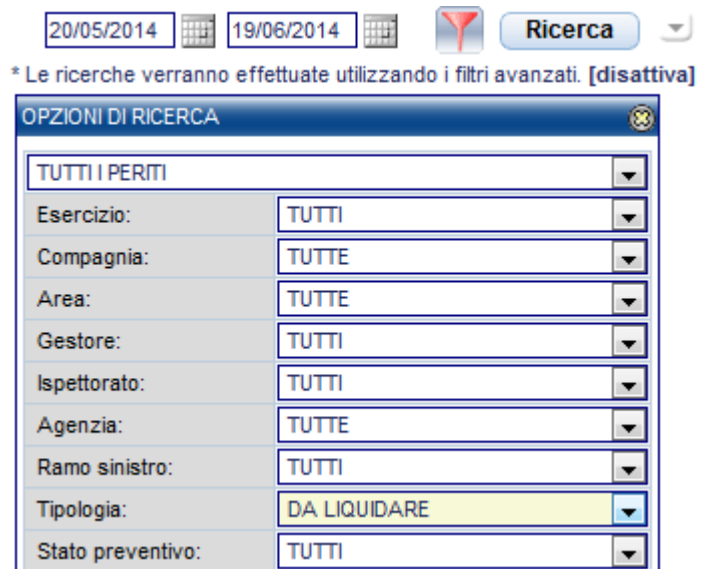 20/05/2014 19/06/2014 Ricerca
* Le ricerche verranno effettuate utilizzando i filtri avanzati. [disattiva]
OPZIONI DI RICERCA
TUTTI I PERITI
Esercizio: TUTTI
Compagnia: TUTTE
Area: TUTTE
Gestore: TUTTI
Ispettorato: TUTTI
Agenzia: TUTTE
Ramo sinistro: TUTTI
Tipologia: DA LIQUIDARE
Stato preventivo: TUTTI